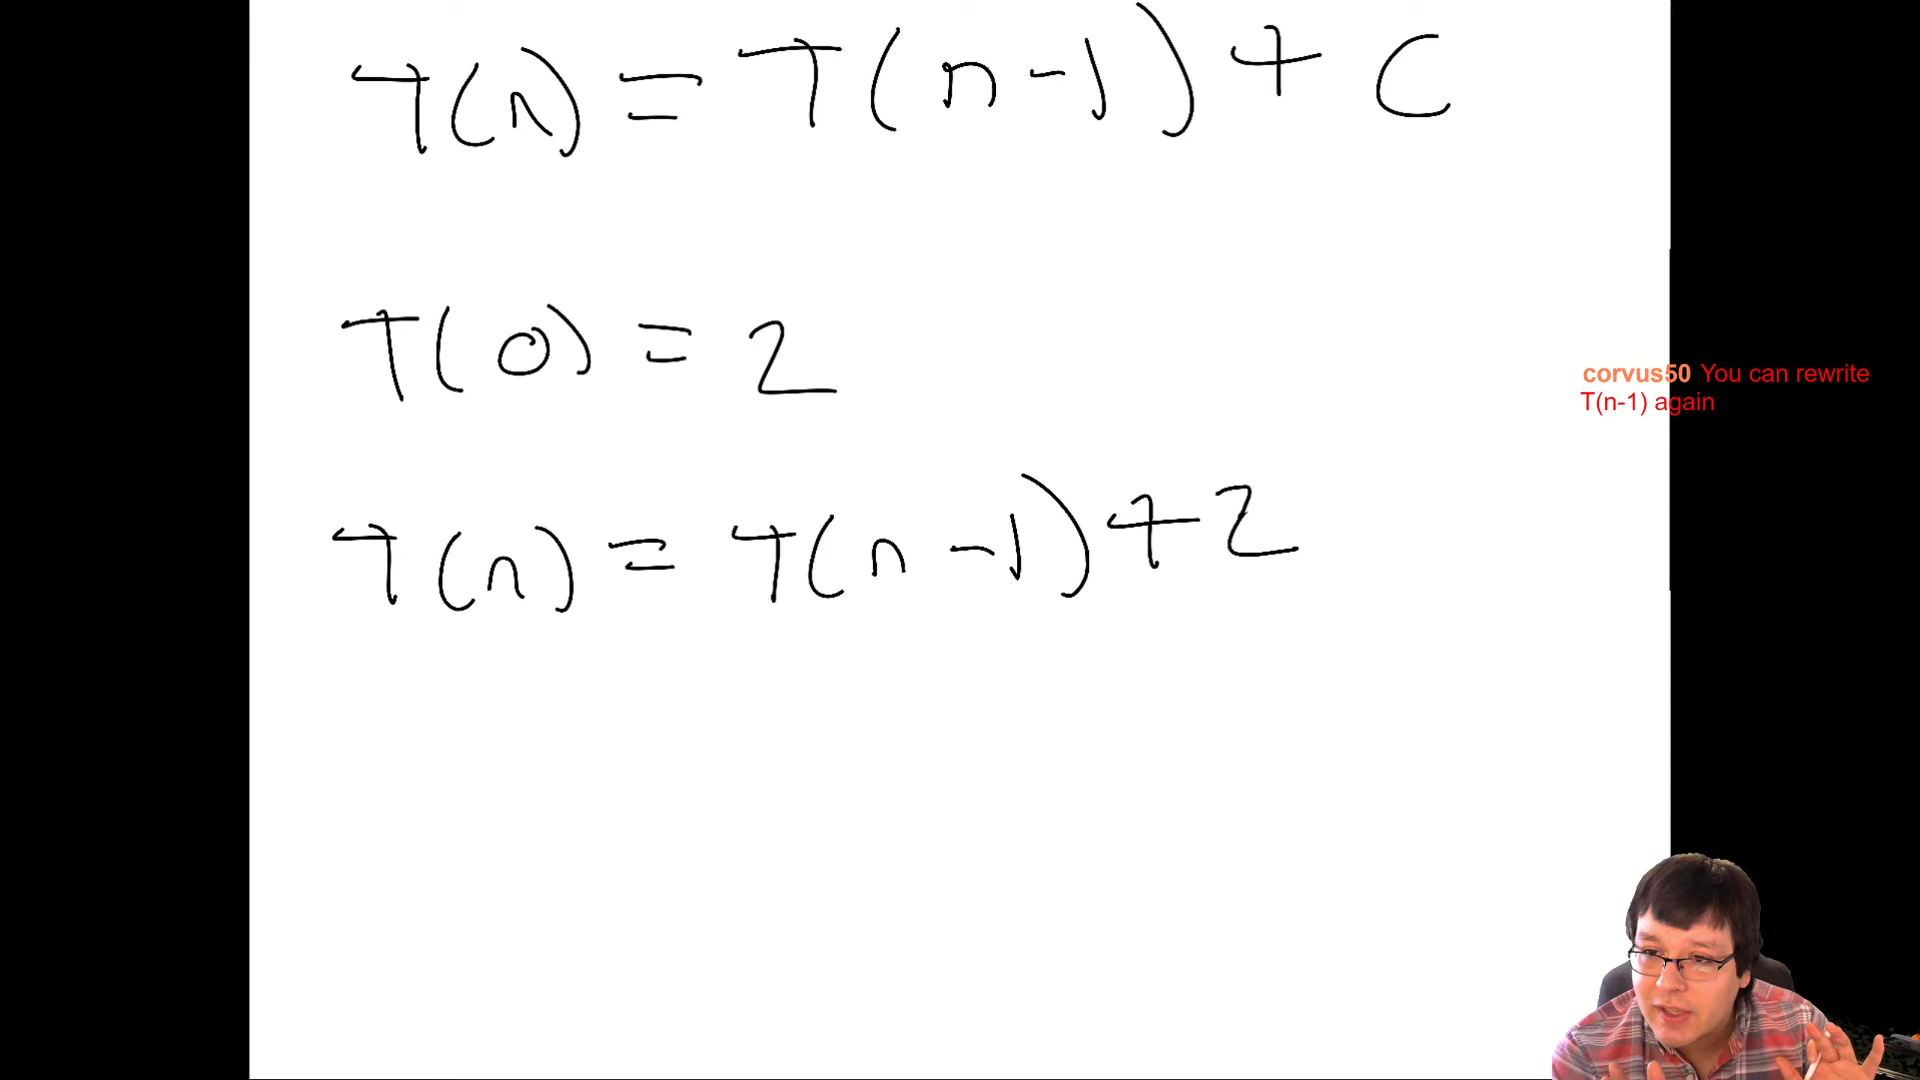 T(n) = T(n-1) + C
T(0) = 2
corvus50 You can rewrite
T(n-1) again
T(n) = T(n-1) + 2